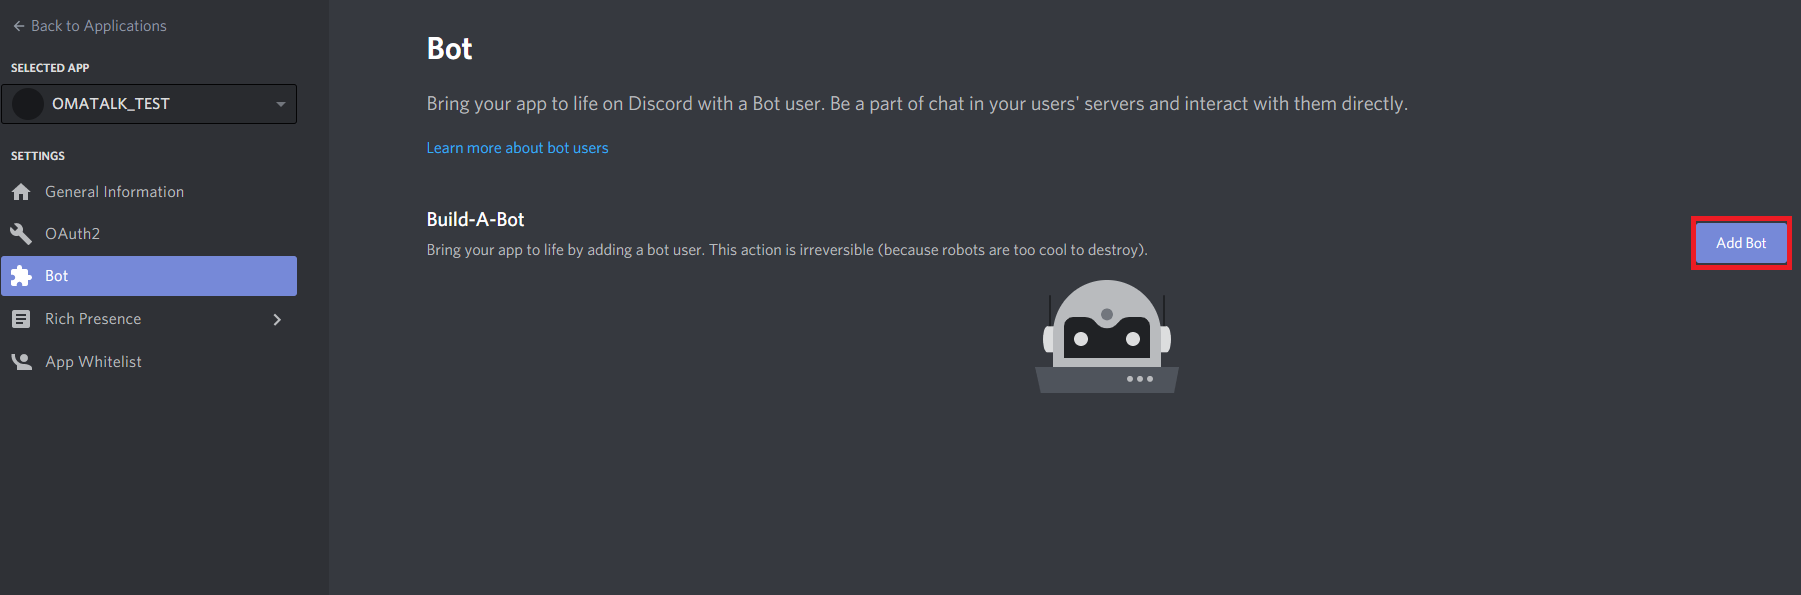 Back to Applications
SELECTED APP
OMATALK_TEST
SETTINGS
General Information
OAuth2
Bot
Rich Presence
App Whitelist
Bot
Bring your app to life on Discord with a Bot user. Be a part of chat in your users' servers and interact with them directly.
Learn more about bot users
Build-A-Bot
Bring your app to life by adding a bot user. This action is irreversible (because robots are too cool to destroy).
Add Bot